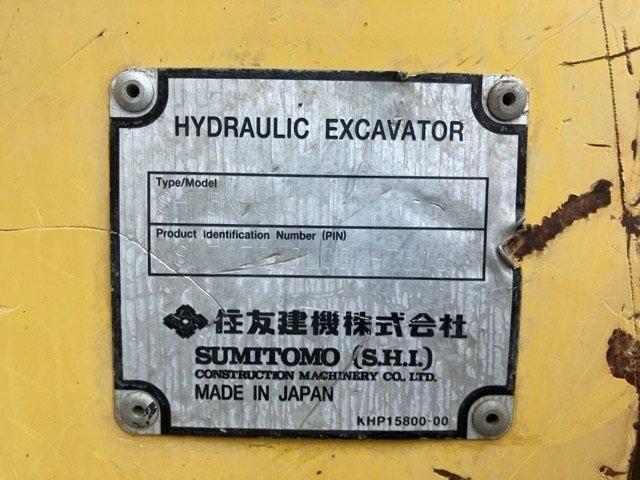 HYDRAULIC EXCAVATOR
Type/Model
Product Identification Number (PIN)
住友建機株式会社
SUMITOMO (S.H.I.)
CONSTRUCTION MACHINERY CO., LTD.
MADE IN JAPAN
KHP15800-00